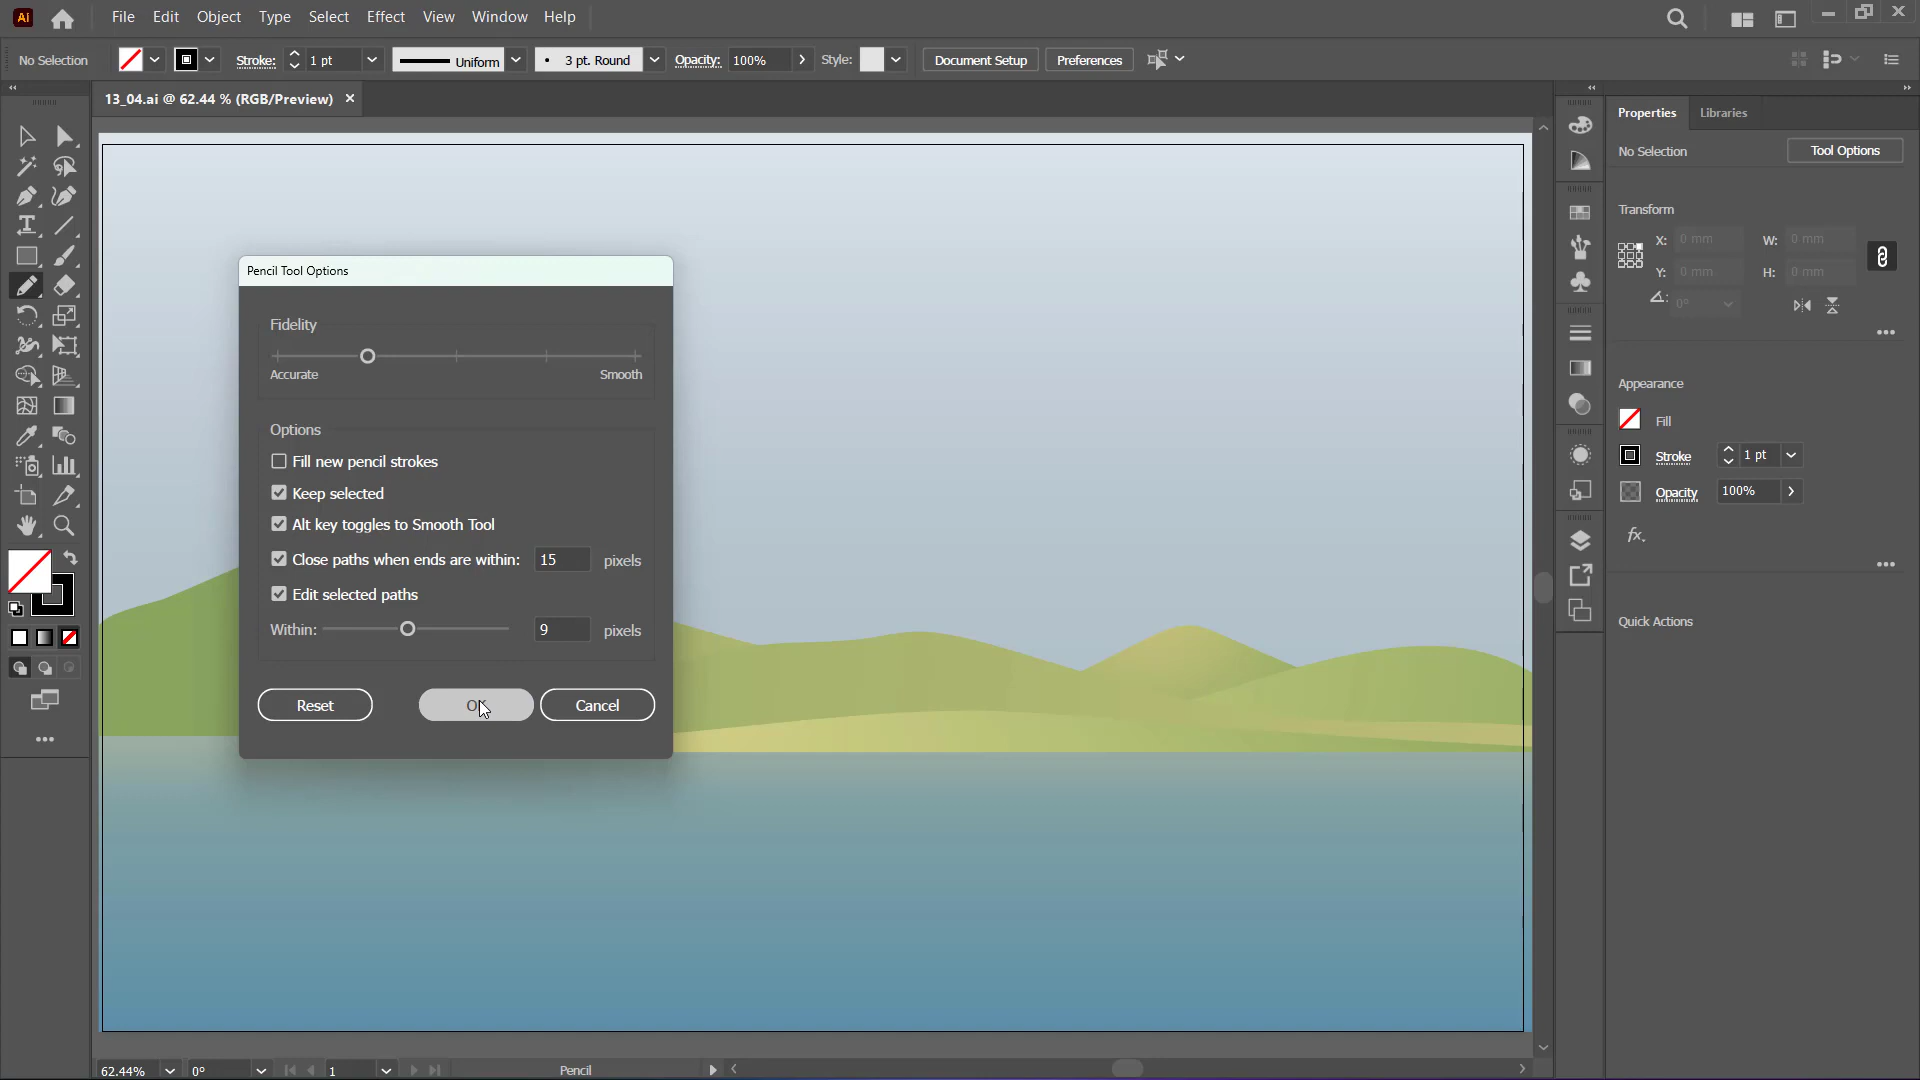 Ai
File Edit Object Type Select Effect View Window Help
No Selection Stroke: 1 pt Uniform 3 pt. Round Opacity: 100% Style: Document Setup Preferences
13_04.ai @ 62.44 % (RGB/Preview)
Properties Libraries
No Selection Tool Options
Transform
X: 0 mm W: 0 mm
Y: 0 mm H: 0 mm
0°
Appearance
Fill
Stroke 1 pt
Opacity 100%
fx.
Quick Actions
Pencil Tool Options
Fidelity
Accurate Smooth
Options
Fill new pencil strokes
Keep selected
Alt key toggles to Smooth Tool
Close paths when ends are within: 15 pixels
Edit selected paths
Within: 9 pixels
Reset OK Cancel
62.44% 0° 1 Pencil